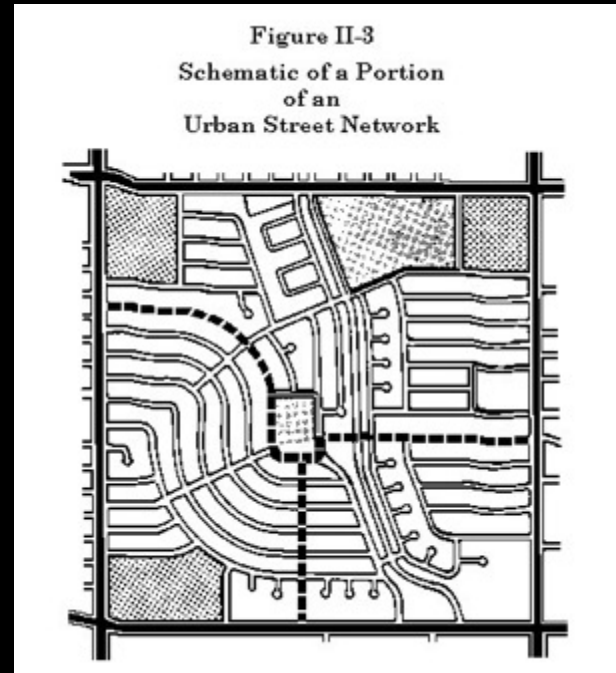 Figure II-3
Schematic of a Portion
of an
Urban Street Network